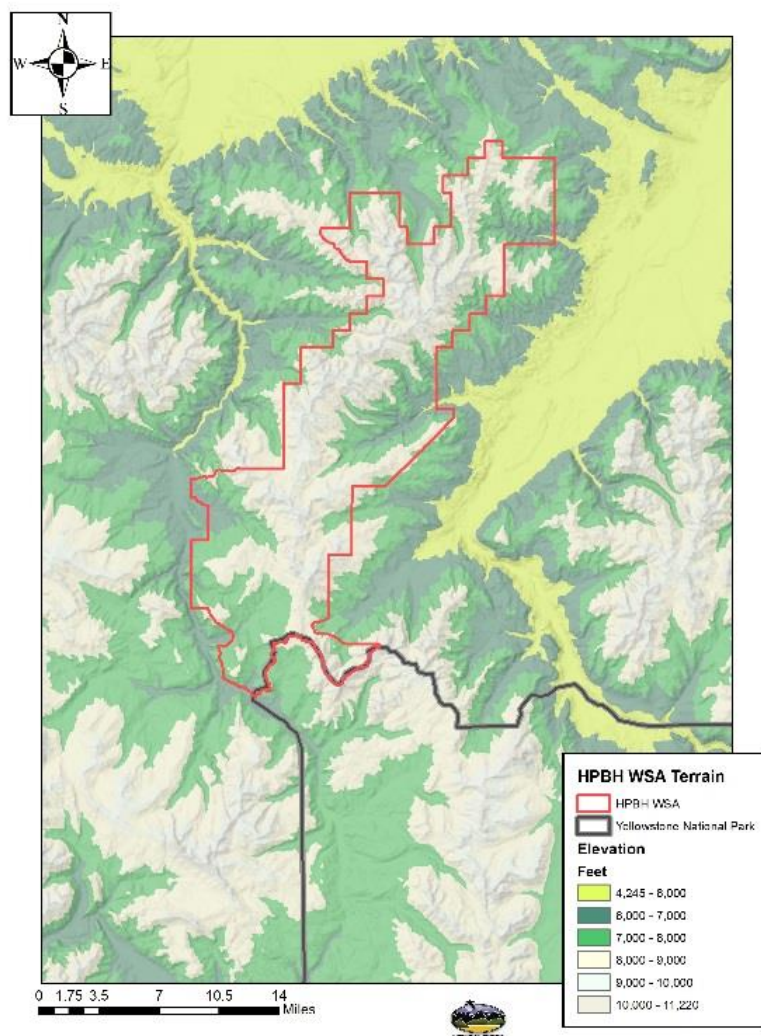 N
W E
S
HPBH WSA Terrain
HPBH WSA
Yellowstone National Park
Elevation
Feet
4,245 - 6,000
6,000 - 7,000
7,000 - 8,000
8,000 - 9,000
9,000 - 10,000
10,000 - 11,220
0 1.75 3.5 7 10.5 14
Miles